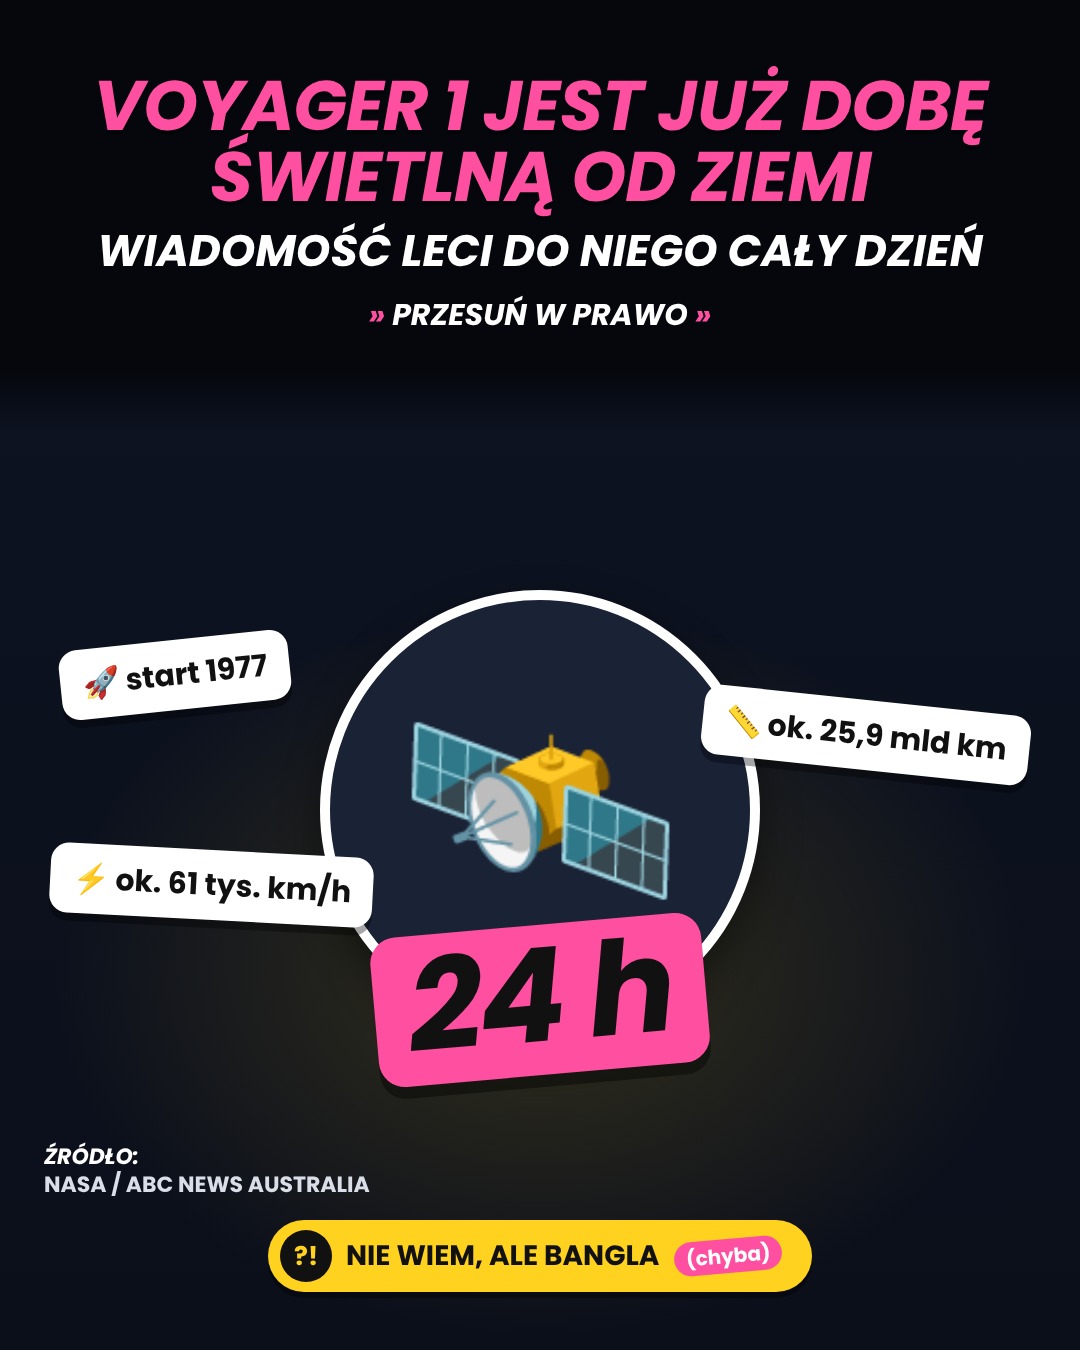 VOYAGER 1 JEST JUŻ DOBĘ
ŚWIETLNĄ OD ZIEMI
WIADOMOŚĆ LECI DO NIEGO CAŁY DZIEŃ
» PRZESUŃ W PRAWO »
🚀 start 1977
📏 ok. 25,9 mld km
⚡ ok. 61 tys. km/h
24 h
ŹRÓDŁO:
NASA / ABC NEWS AUSTRALIA
?! NIE WIEM, ALE BANGLA (chyba)